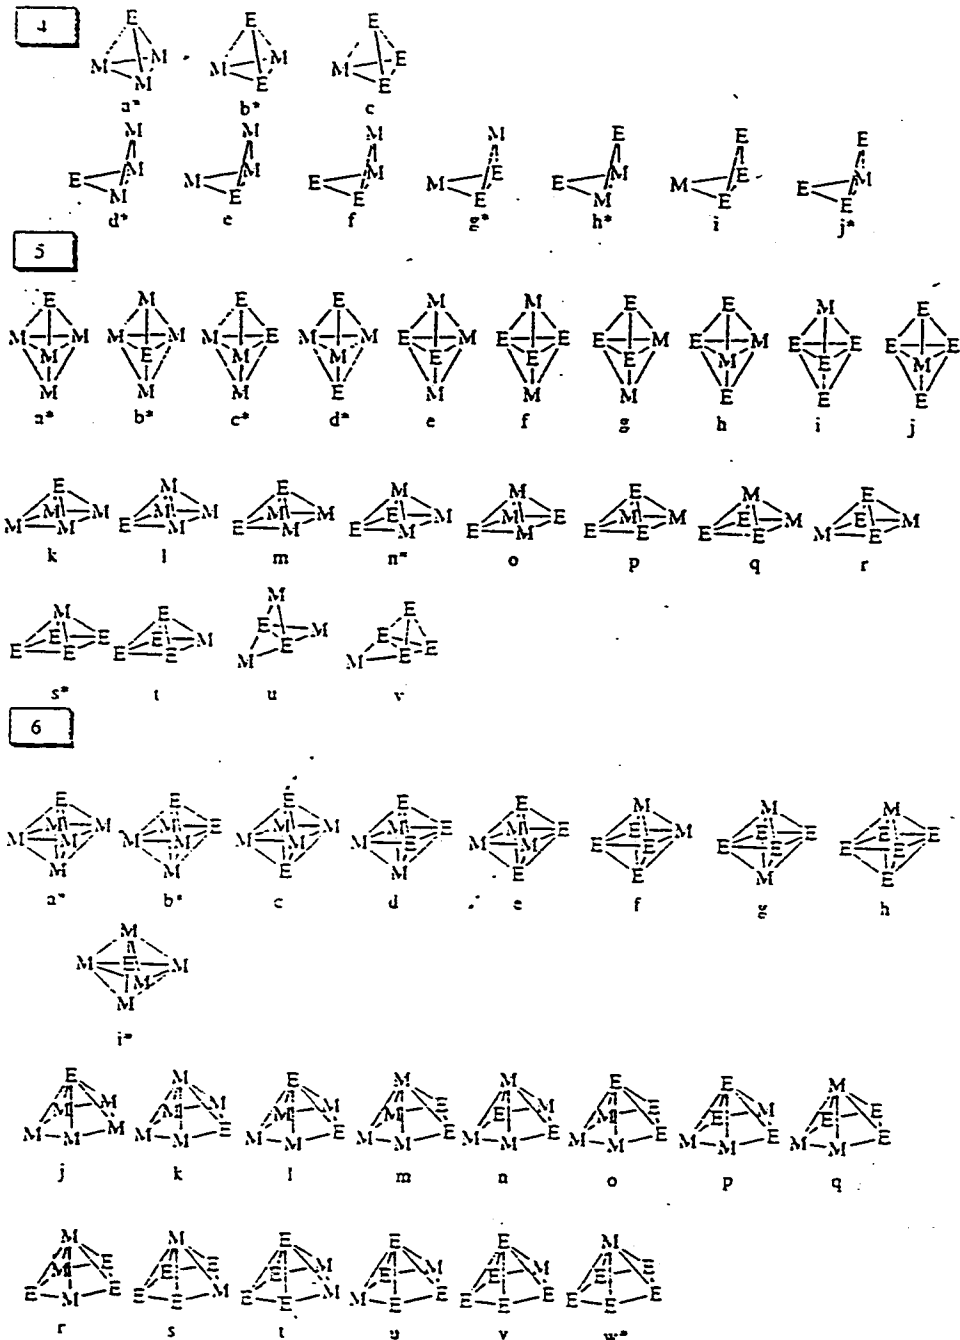 4
E E E
M M M M M E
M E E
a* b* c
M M M M E E E
E M M M E M M E E M M E E M
M E E E M E E
d* e f g* h* i j*
5
E M E E M M E E M E
M M M M M E M M E M E E E M E M E E E E
M E M M E E E M E M
M M M E M M M E E E
a* b* c* d* e f g h i j
E M E M M E M E
M M M E M M E M M E E M E M E E M M E E M M E M
M M M M M E E E
k l m n* o p q r
M E M E
E E E E E M E M E
E E E M E E
M
s* t u v
6
E E E E E M M M
M M M M M E M M M M M E E M E E E M E E E E E E
M M M E M E E E
M M E M E E M E
a* b* c d e f g h
M
M E M
M
M
i*
E M E M M E E M
M M M M M M M E E M M E E M E E
M M M M M E M M E M M E M M E M M E M M E M M E
j k l m n o p q
M M E E E M
M E E E E M E M E M E E
E M E E E M E E M M E E E E E E E E
r s t u v w*